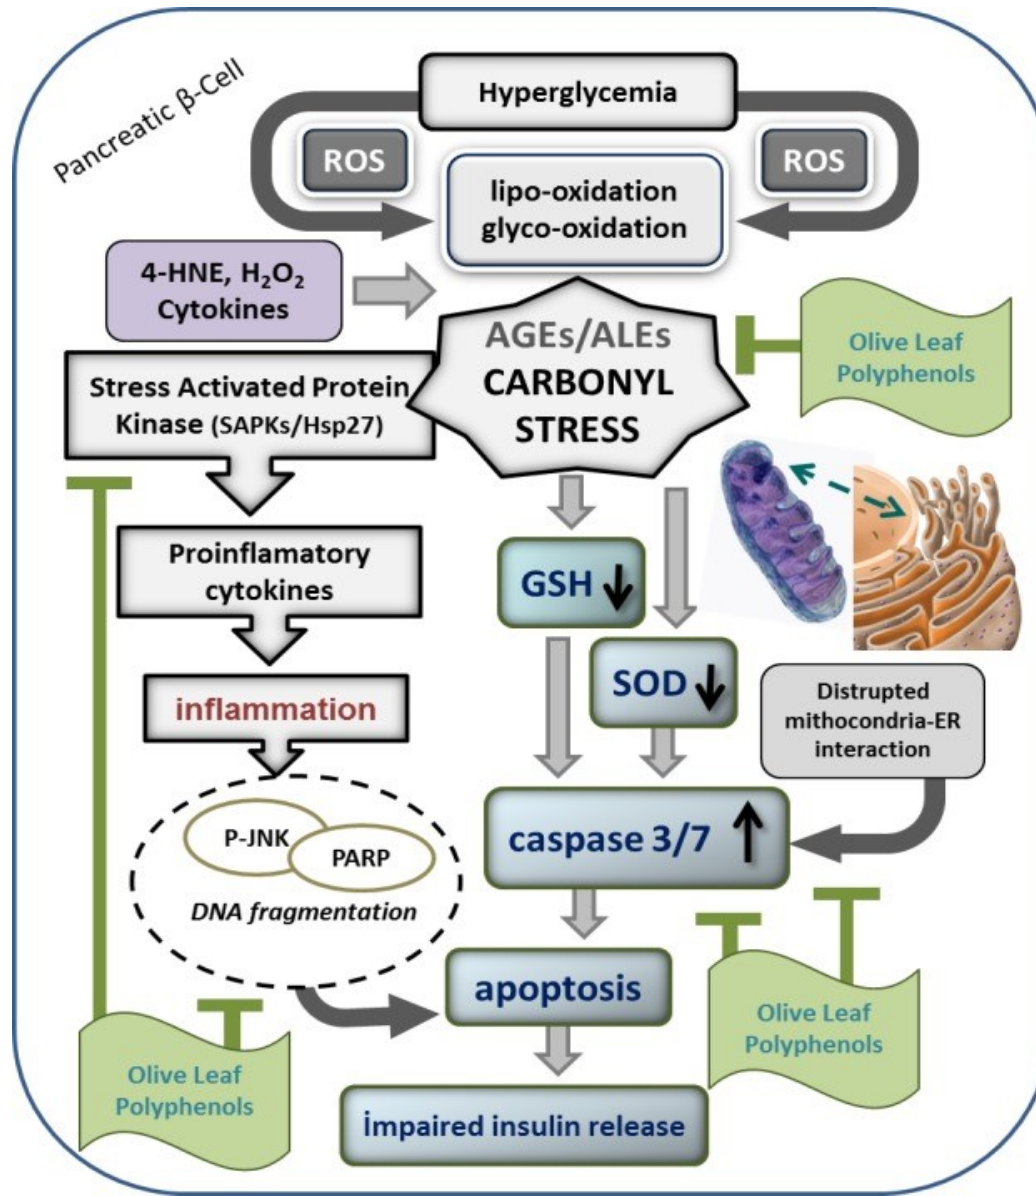 Pancreatic β-Cell
Hyperglycemia
ROS
ROS
lipo-oxidation
glyco-oxidation
4-HNE, H₂O₂
Cytokines
AGEs/ALEs
CARBONYL
STRESS
Olive Leaf
Polyphenols
Stress Activated Protein
Kinase (SAPKs/Hsp27)
Proinflamatory
cytokines
GSH
SOD
inflammation
Distrupted
mithocondria-ER
interaction
P-JNK
PARP
DNA fragmentation
caspase 3/7
apoptosis
Olive Leaf
Polyphenols
Olive Leaf
Polyphenols
İmpaired insulin release